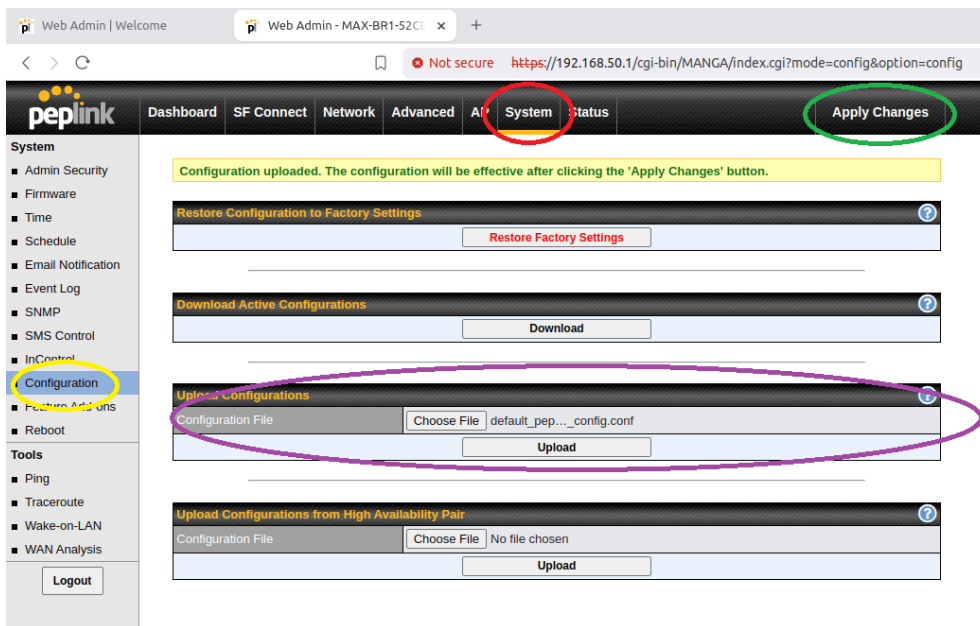 Web Admin | Welcome
Web Admin - MAX-BR1-52C
Not secure https://192.168.50.1/cgi-bin/MANGA/index.cgi?mode=config&option=config
peplink
Dashboard SF Connect Network Advanced AP System Status Apply Changes
System
Admin Security
Firmware
Time
Schedule
Email Notification
Event Log
SNMP
SMS Control
InControl
Configuration
Feature Add-ons
Reboot
Tools
Ping
Traceroute
Wake-on-LAN
WAN Analysis
Logout
Configuration uploaded. The configuration will be effective after clicking the 'Apply Changes' button.
Restore Configuration to Factory Settings
Restore Factory Settings
Download Active Configurations
Download
Upload Configurations
Configuration File Choose File default_pep…_config.conf
Upload
Upload Configurations from High Availability Pair
Configuration File Choose File No file chosen
Upload